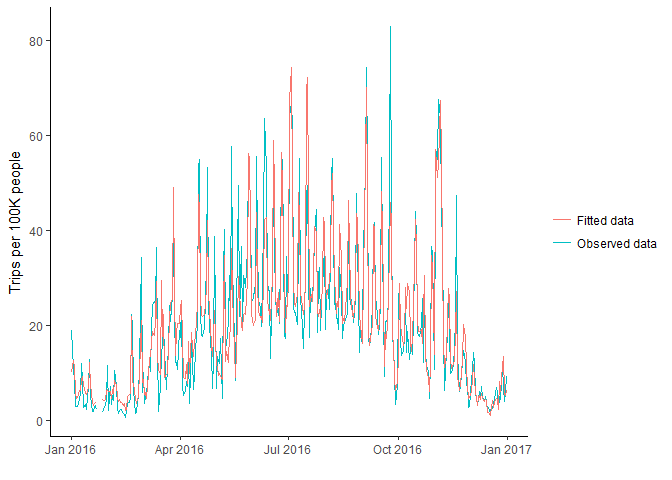 Trips per 100K people
80
60
40
20
0
Jan 2016
Apr 2016
Jul 2016
Oct 2016
Jan 2017
Fitted data
Observed data